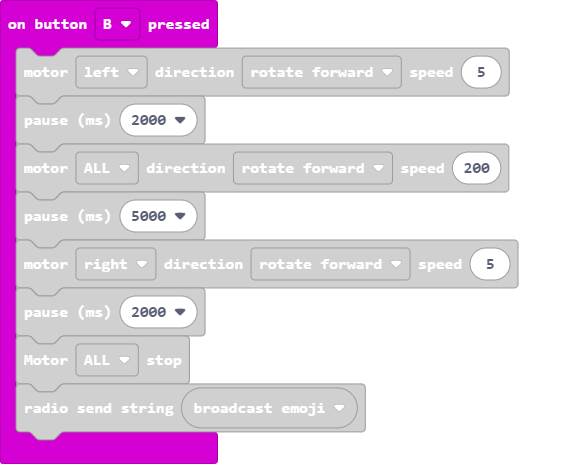 on button B pressed
motor left direction rotate forward speed 5
pause (ms) 2000
motor ALL direction rotate forward speed 200
pause (ms) 5000
motor right direction rotate forward speed 5
pause (ms) 2000
Motor ALL stop
radio send string broadcast emoji